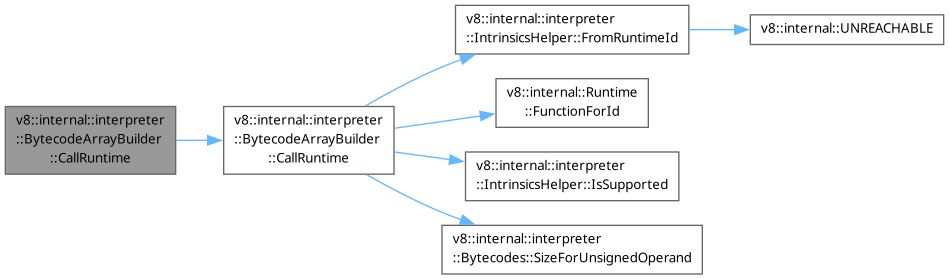 v8::internal::interpreter
::BytecodeArrayBuilder
::CallRuntime
v8::internal::interpreter
::BytecodeArrayBuilder
::CallRuntime
v8::internal::interpreter
::IntrinsicsHelper::FromRuntimeId
v8::internal::UNREACHABLE
v8::internal::Runtime
::FunctionForId
v8::internal::interpreter
::IntrinsicsHelper::IsSupported
v8::internal::interpreter
::Bytecodes::SizeForUnsignedOperand